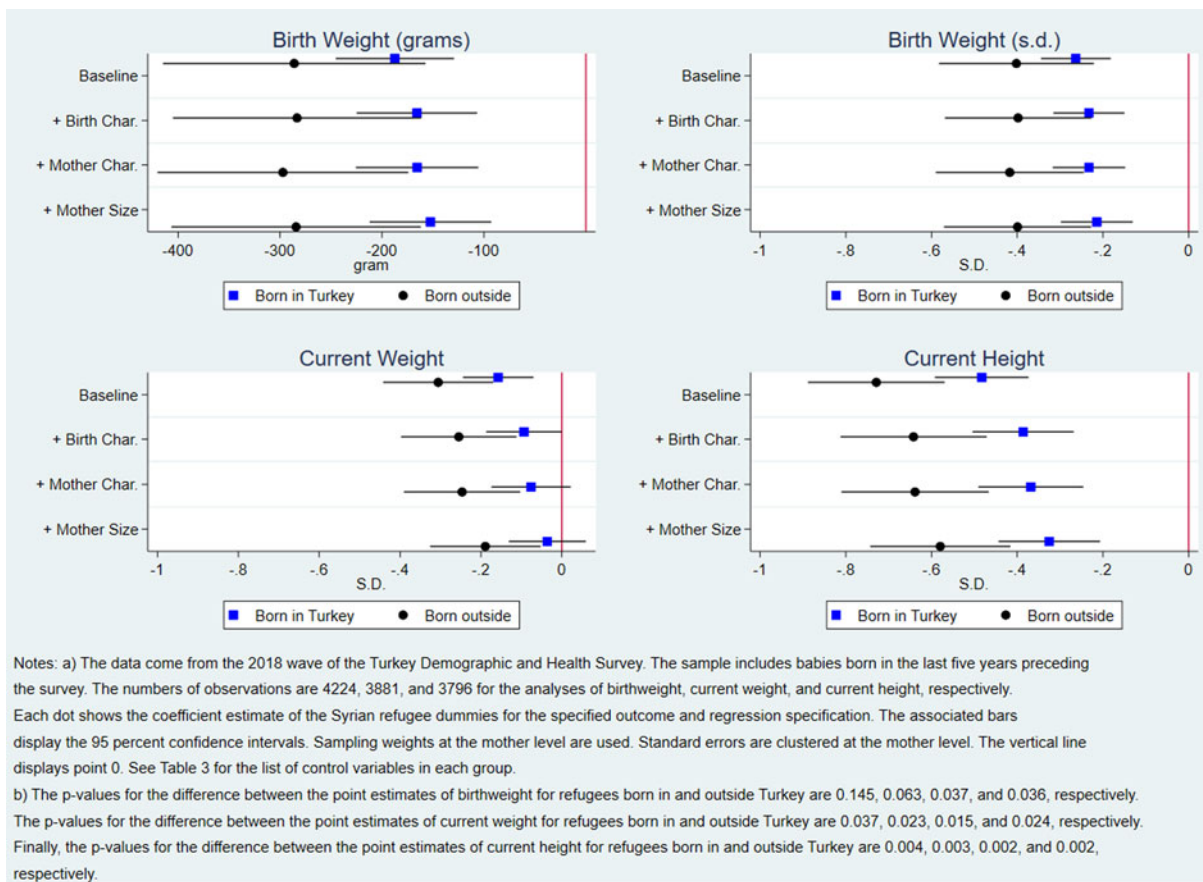 Birth Weight (grams)
Baseline
+ Birth Char.
+ Mother Char.
+ Mother Size
-400 -300 -200 -100
gram
Born in Turkey Born outside
Birth Weight (s.d.)
Baseline
+ Birth Char.
+ Mother Char.
+ Mother Size
-1 -.8 -.6 -.4 -.2 0
S.D.
Born in Turkey Born outside
Current Weight
Baseline
+ Birth Char.
+ Mother Char.
+ Mother Size
-1 -.8 -.6 -.4 -.2 0
S.D.
Born in Turkey Born outside
Current Height
Baseline
+ Birth Char.
+ Mother Char.
+ Mother Size
-1 -.8 -.6 -.4 -.2 0
S.D.
Born in Turkey Born outside
Notes: a) The data come from the 2018 wave of the Turkey Demographic and Health Survey. The sample includes babies born in the last five years preceding
the survey. The numbers of observations are 4224, 3881, and 3796 for the analyses of birthweight, current weight, and current height, respectively.
Each dot shows the coefficient estimate of the Syrian refugee dummies for the specified outcome and regression specification. The associated bars
display the 95 percent confidence intervals. Sampling weights at the mother level are used. Standard errors are clustered at the mother level. The vertical line
displays point 0. See Table 3 for the list of control variables in each group.
b) The p-values for the difference between the point estimates of birthweight for refugees born in and outside Turkey are 0.145, 0.063, 0.037, and 0.036, respectively.
The p-values for the difference between the point estimates of current weight for refugees born in and outside Turkey are 0.037, 0.023, 0.015, and 0.024, respectively.
Finally, the p-values for the difference between the point estimates of current height for refugees born in and outside Turkey are 0.004, 0.003, 0.002, and 0.002,
respectively.